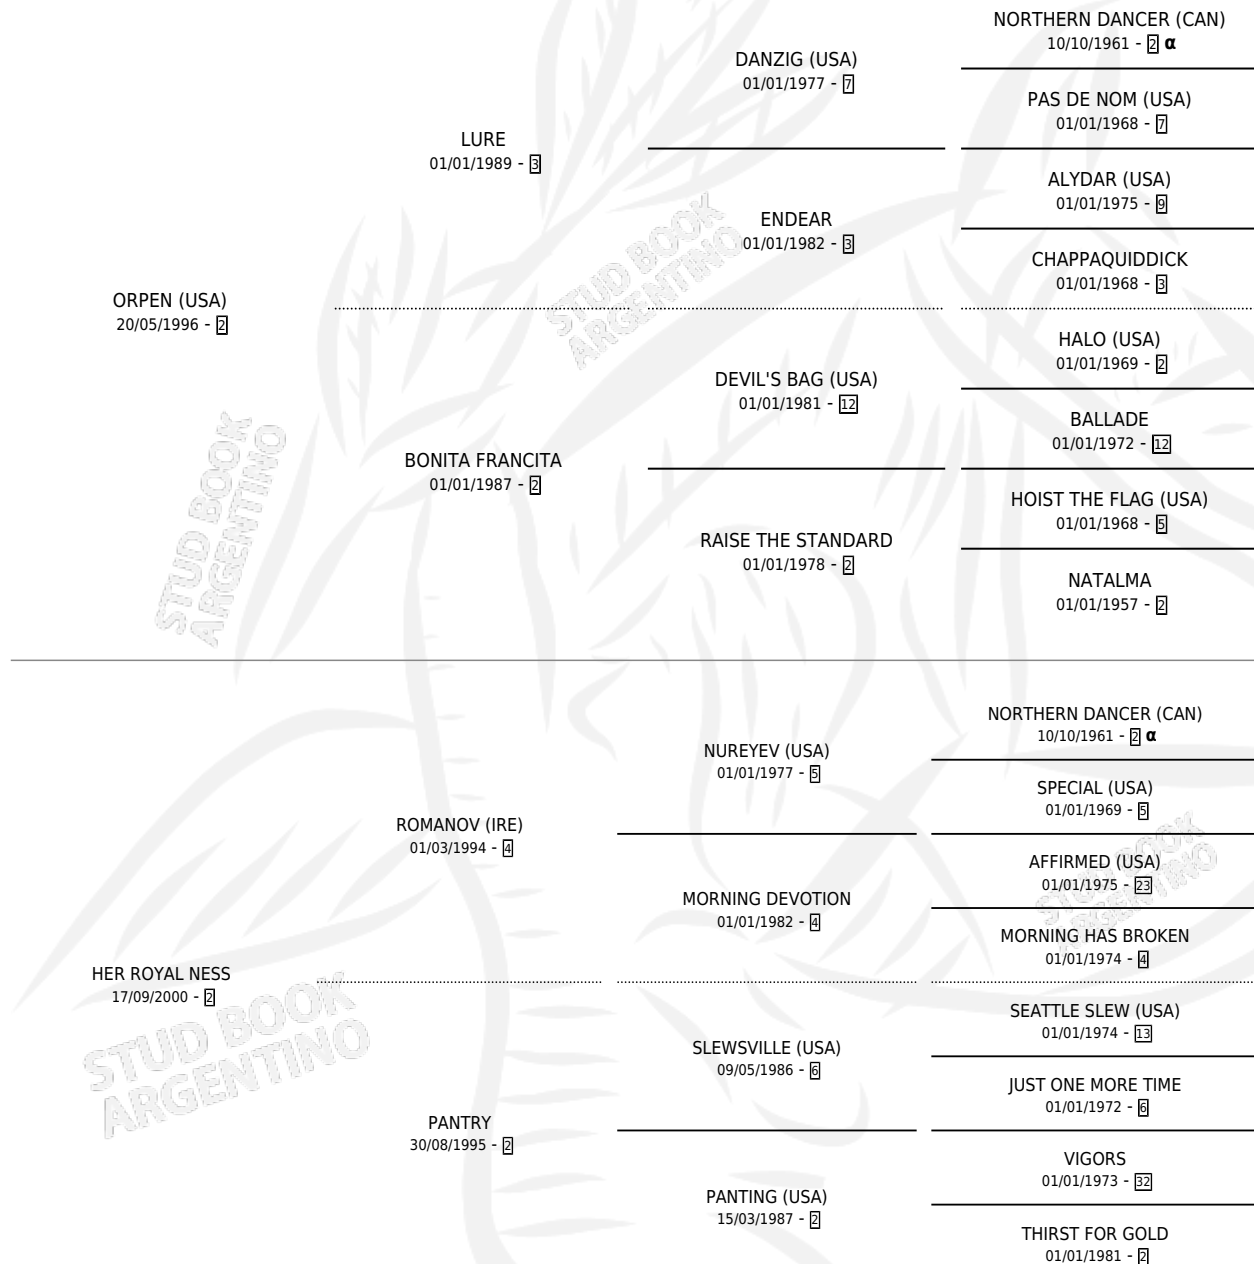 NORTHERN DANCER (CAN)
10/10/1961 - 2 α
DANZIG (USA)
01/01/1977 - 7
PAS DE NOM (USA)
01/01/1968 - 7
LURE
01/01/1989 - 3
ALYDAR (USA)
01/01/1975 - 9
ENDEAR
01/01/1982 - 3
CHAPPAQUIDDICK
01/01/1968 - 3
STUD BOOK
ARGENTINO
ORPEN (USA)
20/05/1996 - 2
HALO (USA)
01/01/1969 - 2
DEVIL'S BAG (USA)
01/01/1981 - 12
BALLADE
01/01/1972 - 12
BONITA FRANCITA
01/01/1987 - 2
HOIST THE FLAG (USA)
01/01/1968 - 5
RAISE THE STANDARD
01/01/1978 - 2
NATALMA
01/01/1957 - 2
STUD BOOK
ARGENTINO
NORTHERN DANCER (CAN)
10/10/1961 - 2 α
NUREYEV (USA)
01/01/1977 - 5
SPECIAL (USA)
01/01/1969 - 5
ROMANOV (IRE)
01/03/1994 - 4
AFFIRMED (USA)
01/01/1975 - 23
STUD BOOK
ARGENTINO
MORNING DEVOTION
01/01/1982 - 4
MORNING HAS BROKEN
01/01/1974 - 4
HER ROYAL NESS
17/09/2000 - 2
STUD BOOK
ARGENTINO
SEATTLE SLEW (USA)
01/01/1974 - 13
SLEWSVILLE (USA)
09/05/1986 - 6
JUST ONE MORE TIME
01/01/1972 - 6
PANTRY
30/08/1995 - 2
VIGORS
01/01/1973 - 32
PANTING (USA)
15/03/1987 - 2
THIRST FOR GOLD
01/01/1981 - 2